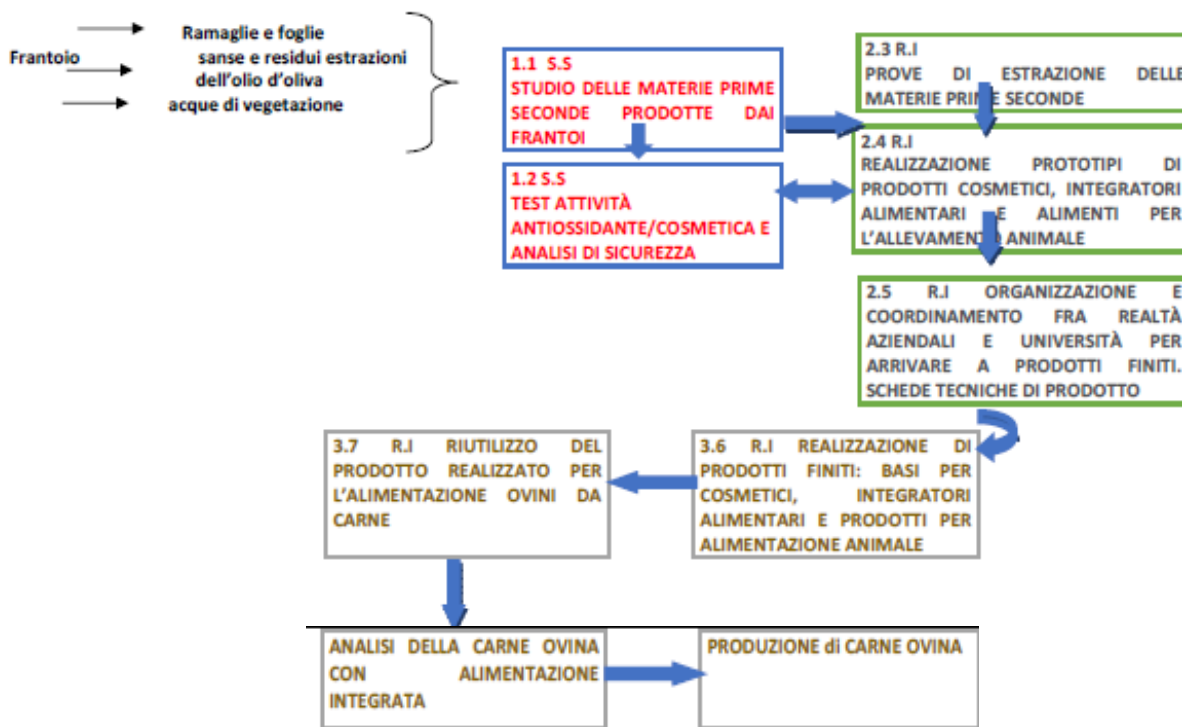 Ramaglie e foglie
Frantoio
sanse e residui estrazioni
dell'olio d'oliva
acque di vegetazione
1.1 S.S
STUDIO DELLE MATERIE PRIME
SECONDE PRODOTTE DAI
FRANTOI
1.2 S.S
TEST ATTIVITÀ
ANTIOSSIDANTE/COSMETICA E
ANALISI DI SICUREZZA
2.3 R.I
PROVE DI ESTRAZIONE DELLE
MATERIE PRIME SECONDE
2.4 R.I
REALIZZAZIONE PROTOTIPI DI
PRODOTTI COSMETICI, INTEGRATORI
ALIMENTARI E ALIMENTI PER
L'ALLEVAMENTO ANIMALE
2.5 R.I ORGANIZZAZIONE E
COORDINAMENTO FRA REALTÀ
AZIENDALI E UNIVERSITÀ PER
ARRIVARE A PRODOTTI FINITI.
SCHEDE TECNICHE DI PRODOTTO
3.6 R.I REALIZZAZIONE DI
PRODOTTI FINITI: BASI PER
COSMETICI, INTEGRATORI
ALIMENTARI E PRODOTTI PER
ALIMENTAZIONE ANIMALE
3.7 R.I RIUTILIZZO DEL
PRODOTTO REALIZZATO PER
L'ALIMENTAZIONE OVINI DA
CARNE
ANALISI DELLA CARNE OVINA
CON ALIMENTAZIONE
INTEGRATA
PRODUZIONE di CARNE OVINA